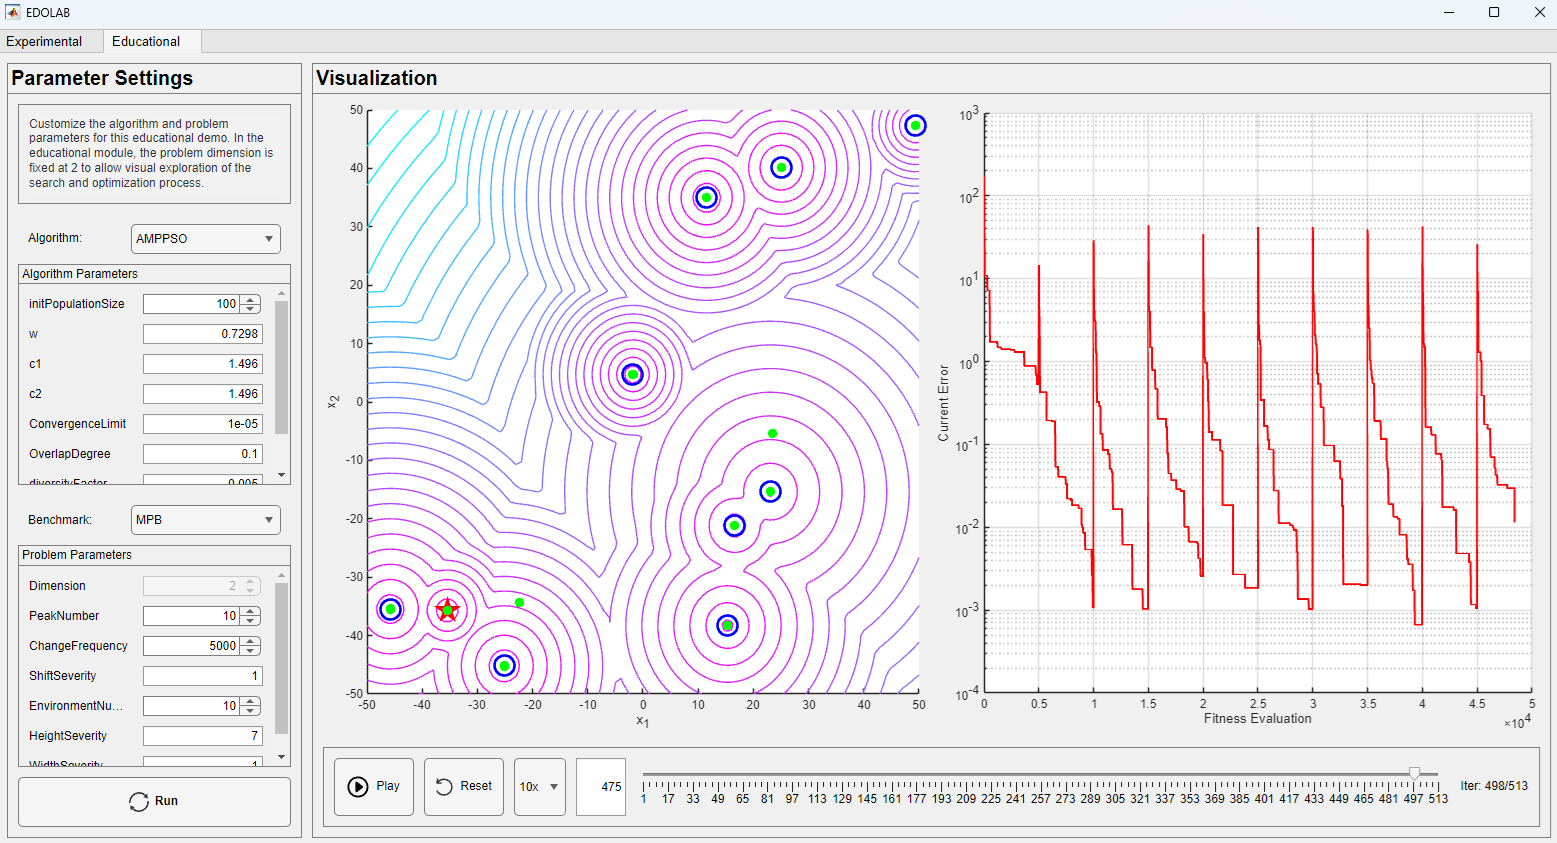 EDOLAB
Experimental
Educational
Parameter Settings
Customize the algorithm and problem
parameters for this educational demo. In the
educational module, the problem dimension is
fixed at 2 to allow visual exploration of the
search and optimization process.
Algorithm:
AMPPSO
Algorithm Parameters
initPopulationSize 100
w 0.7298
c1 1.496
c2 1.496
ConvergenceLimit 1e-05
OverlapDegree 0.1
diversityFactor 0.005
Benchmark:
MPB
Problem Parameters
Dimension 2
PeakNumber 10
ChangeFrequency 5000
ShiftSeverity 1
EnvironmentNu...
10
HeightSeverity 7
WidthSeverity 1
Run
Visualization
50
40
30
20
10
0
-10
-20
-30
-40
-50
x2
-50 -40 -30 -20 -10 0 10 20 30 40 50
x1
10^3
10^2
10^1
10^0
10^-1
10^-2
10^-3
10^-4
Current Error
0 0.5 1 1.5 2 2.5 3 3.5 4 4.5 5
Fitness Evaluation
×10^4
Play
Reset
10x
475
1 17 33 49 65 81 97 113 129 145 161 177 193 209 225 241 257 273 289 305 321 337 353 369 385 401 417 433 449 465 481 497 513
Iter: 498/513